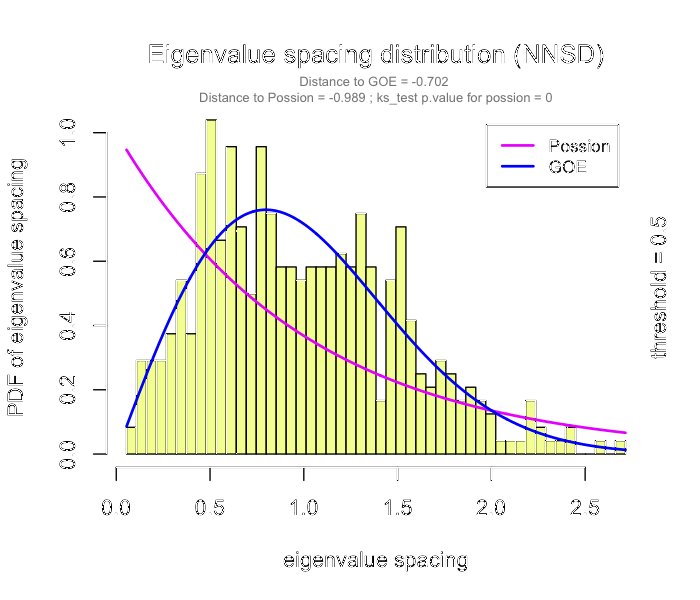 Eigenvalue spacing distribution (NNSD)
Distance to GOE = -0.702
Distance to Possion = -0.989 ; ks_test p.value for possion = 0
Possion
GOE
PDF of eigenvalue spacing
1.0
0.8
0.6
0.4
0.2
0.0
threshold = 0.5
0.0 0.5 1.0 1.5 2.0 2.5
eigenvalue spacing